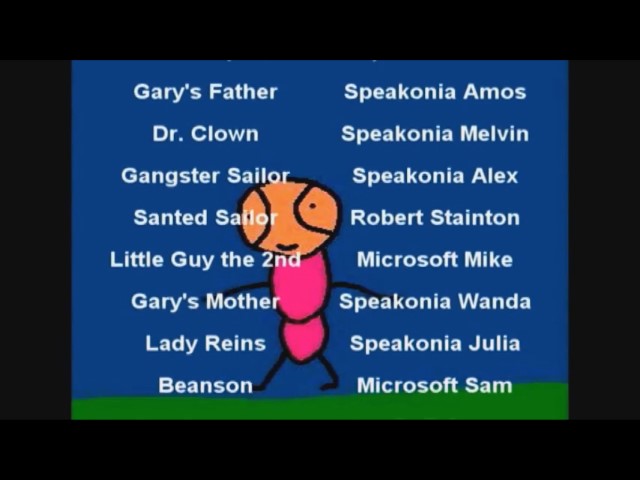 Gary's Father Speakonia Amos
Dr. Clown Speakonia Melvin
Gangster Sailor Speakonia Alex
Santed Sailor Robert Stainton
Little Guy the 2nd Microsoft Mike
Gary's Mother Speakonia Wanda
Lady Reins Speakonia Julia
Beanson Microsoft Sam